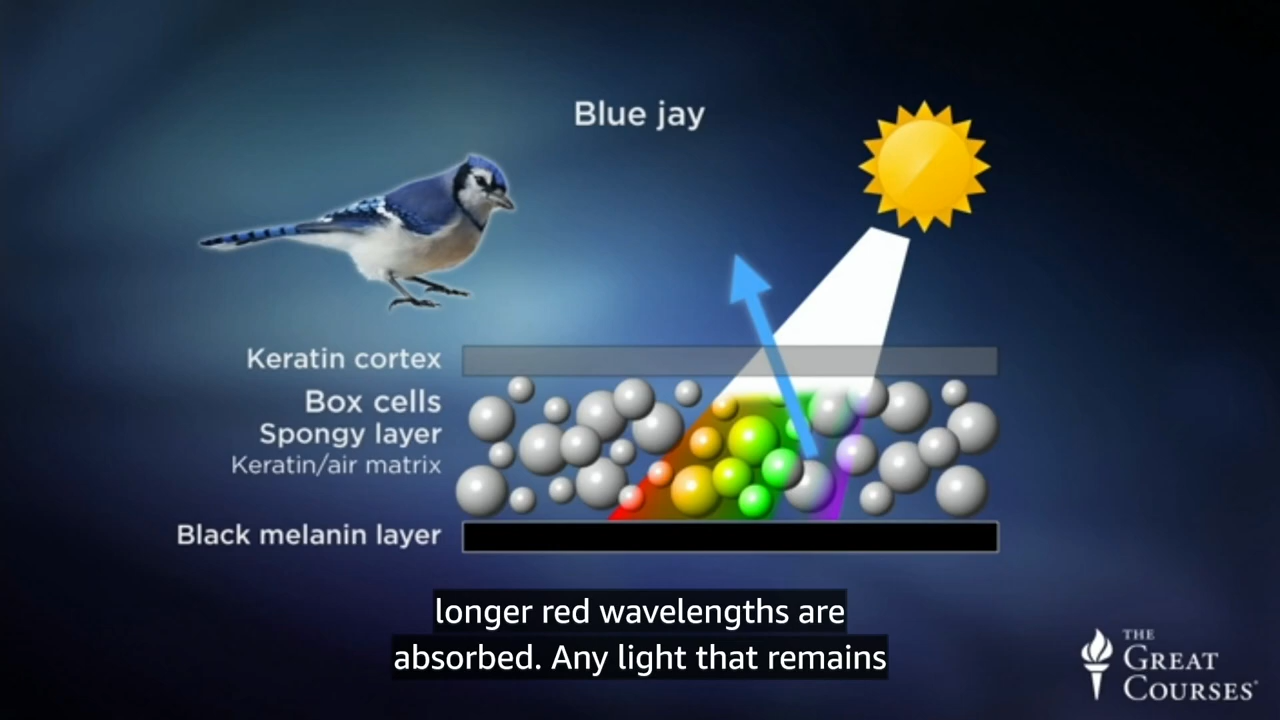 Blue jay
Keratin cortex
Box cells
Spongy layer
Keratin/air matrix
Black melanin layer
longer red wavelengths are
absorbed. Any light that remains
THE
GREAT
COURSES